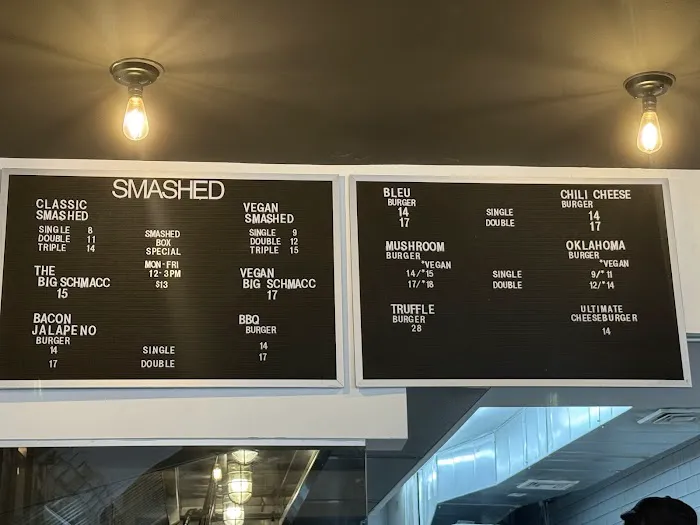 SMASHED
CLASSIC
SMASHED
SINGLE 8
DOUBLE 11
TRIPLE 14
THE
BIG SCHMACC
15
BACON
JALAPENO
BURGER
14
17
SMASHED
BOX
SPECIAL
MON-FRI
12-3PM
$13
SINGLE
DOUBLE
VEGAN
SMASHED
SINGLE 9
DOUBLE 12
TRIPLE 15
VEGAN
BIG SCHMACC
17
BBQ
BURGER
14
17
BLEU
BURGER
14
17
MUSHROOM
BURGER
*VEGAN
14/*15
17/*18
TRUFFLE
BURGER
28
SINGLE
DOUBLE
SINGLE
DOUBLE
CHILI CHEESE
BURGER
14
17
OKLAHOMA
BURGER
*VEGAN
9/*11
12/*14
ULTIMATE
CHEESEBURGER
14